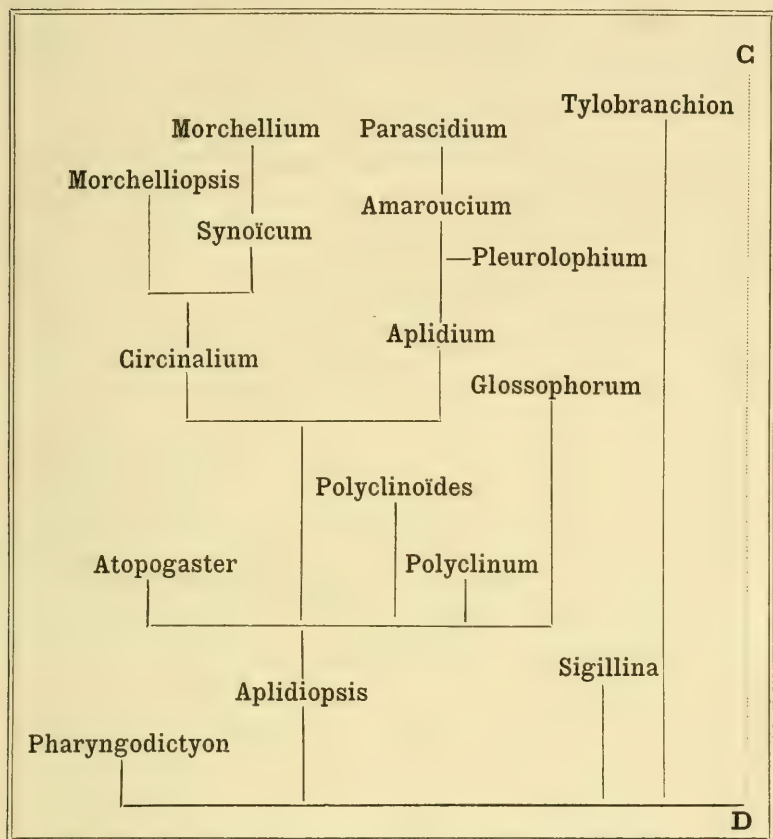 C
Tylobranchion
Morchellium Parascidium
Morchelliopsis
Amaroucium
Synoïcum
—Pleurolophium
Aplidium
Circinalium
Glossophorum
Polyclinoïdes
Atopogaster Polyclinum
Sigillina
Aplidiopsis
Pharyngodictyon
D